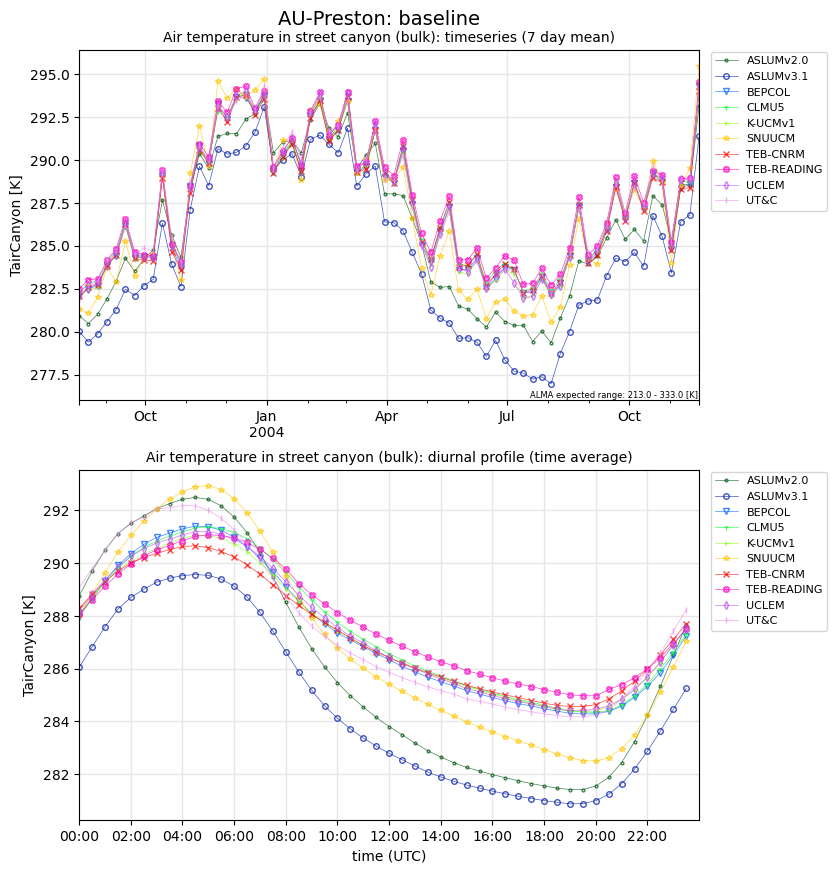 AU-Preston: baseline
Air temperature in street canyon (bulk): timeseries (7 day mean)
TairCanyon [K]
295.0
292.5
290.0
287.5
285.0
282.5
280.0
277.5
Oct
Jan
2004
Apr
Jul
Oct
ALMA expected range: 213.0 - 333.0 [K]
ASLUMv2.0
ASLUMv3.1
BEPCOL
CLMU5
K-UCMv1
SNUUCM
TEB-CNRM
TEB-READING
UCLEM
UT&C
Air temperature in street canyon (bulk): diurnal profile (time average)
TairCanyon [K]
292
290
288
286
284
282
00:00
02:00
04:00
06:00
08:00
10:00
12:00
14:00
16:00
18:00
20:00
22:00
time (UTC)
ASLUMv2.0
ASLUMv3.1
BEPCOL
CLMU5
K-UCMv1
SNUUCM
TEB-CNRM
TEB-READING
UCLEM
UT&C